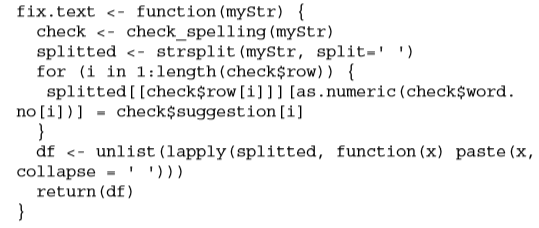 fix.text <- function(myStr) {
  check <- check_spelling(myStr)
  splitted <- strsplit(myStr, split=' ')
  for (i in 1:length(check$row)) {
   splitted[[check$row[i]]][as.numeric(check$word.
no[i])] = check$suggestion[i]
  }
  df <- unlist(lapply(splitted, function(x) paste(x,
collapse = ' ')))
  return(df)
}